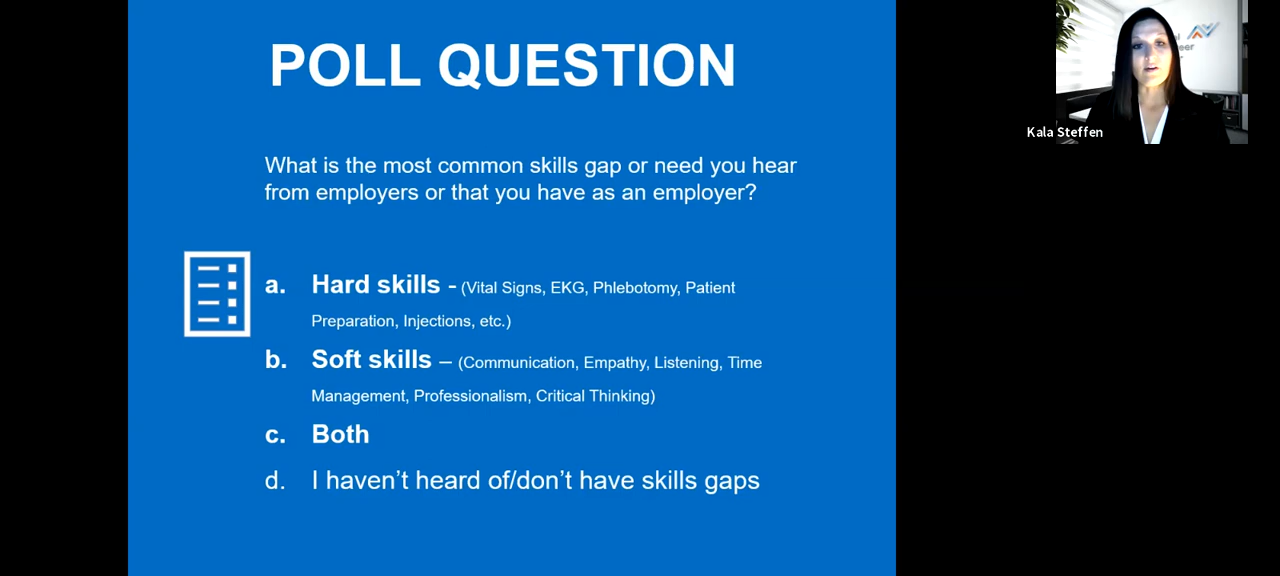 POLL QUESTION
What is the most common skills gap or need you hear
from employers or that you have as an employer?
a. Hard skills - (Vital Signs, EKG, Phlebotomy, Patient
Preparation, Injections, etc.)
b. Soft skills – (Communication, Empathy, Listening, Time
Management, Professionalism, Critical Thinking)
c. Both
d. I haven’t heard of/don’t have skills gaps
Kala Steffen